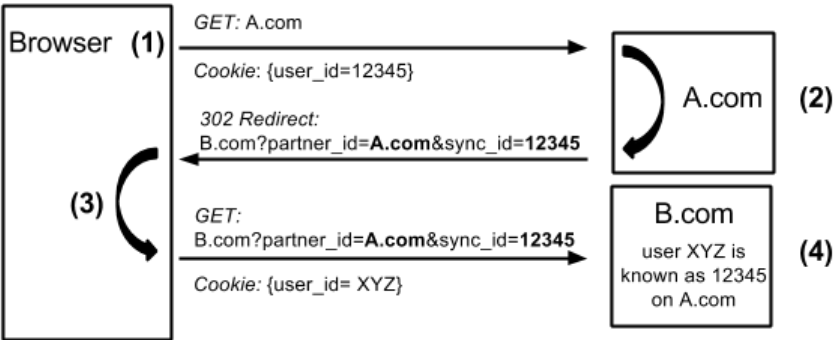 Browser (1)
GET: A.com
Cookie: {user_id=12345}
A.com (2)
302 Redirect:
B.com?partner_id=A.com&sync_id=12345
(3)
GET:
B.com?partner_id=A.com&sync_id=12345
Cookie: {user_id= XYZ}
B.com
user XYZ is
known as 12345
on A.com
(4)